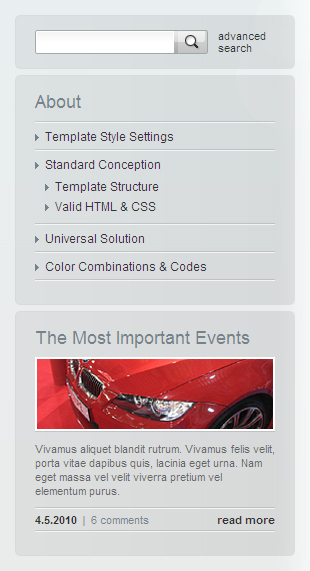 advanced
search
About
Template Style Settings
Standard Conception
Template Structure
Valid HTML & CSS
Universal Solution
Color Combinations & Codes
The Most Important Events
Vivamus aliquet blandit rutrum. Vivamus felis velit,
porta vitae dapibus quis, lacinia eget urna. Nam
eget massa vel velit viverra pretium vel
elementum purus.
4.5.2010 | 6 comments read more